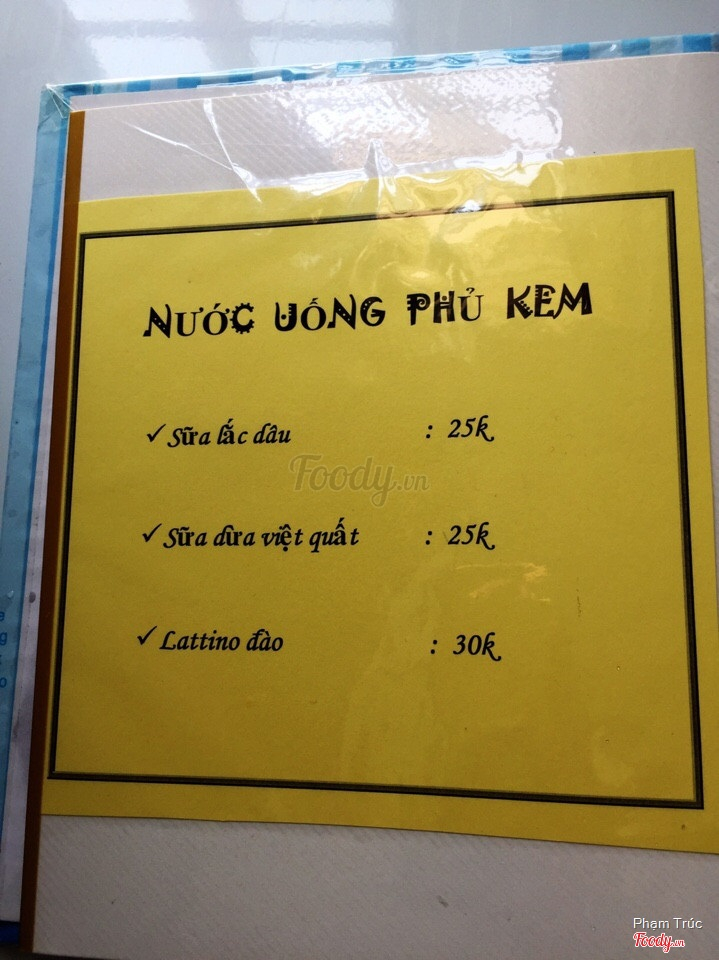 NƯỚC UỐNG PHỦ KEM
✓ Sữa lắc dâu : 25k
Foody.vn
✓ Sữa dừa việt quất : 25k
✓ Lattino đào : 30k
Phạm Trúc
Foody.vn